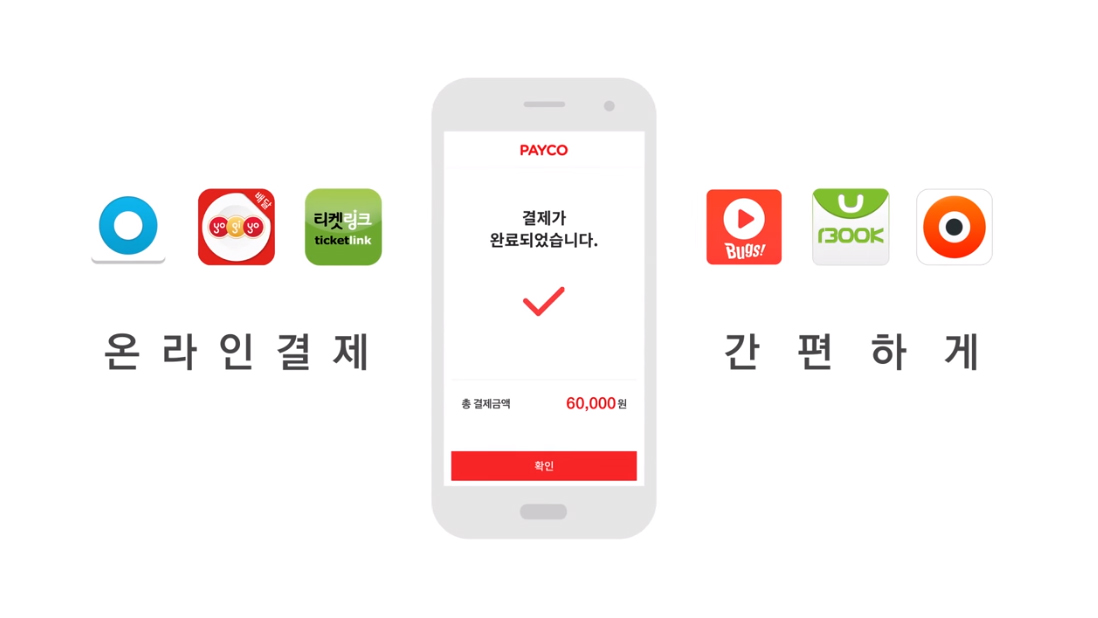 배달
yo gi yo
티켓링크
ticketlink
온라인결제
PAYCO
결제가
완료되었습니다.
총 결제금액 60,000원
확인
Bugs!
U
BOOK
간편하게